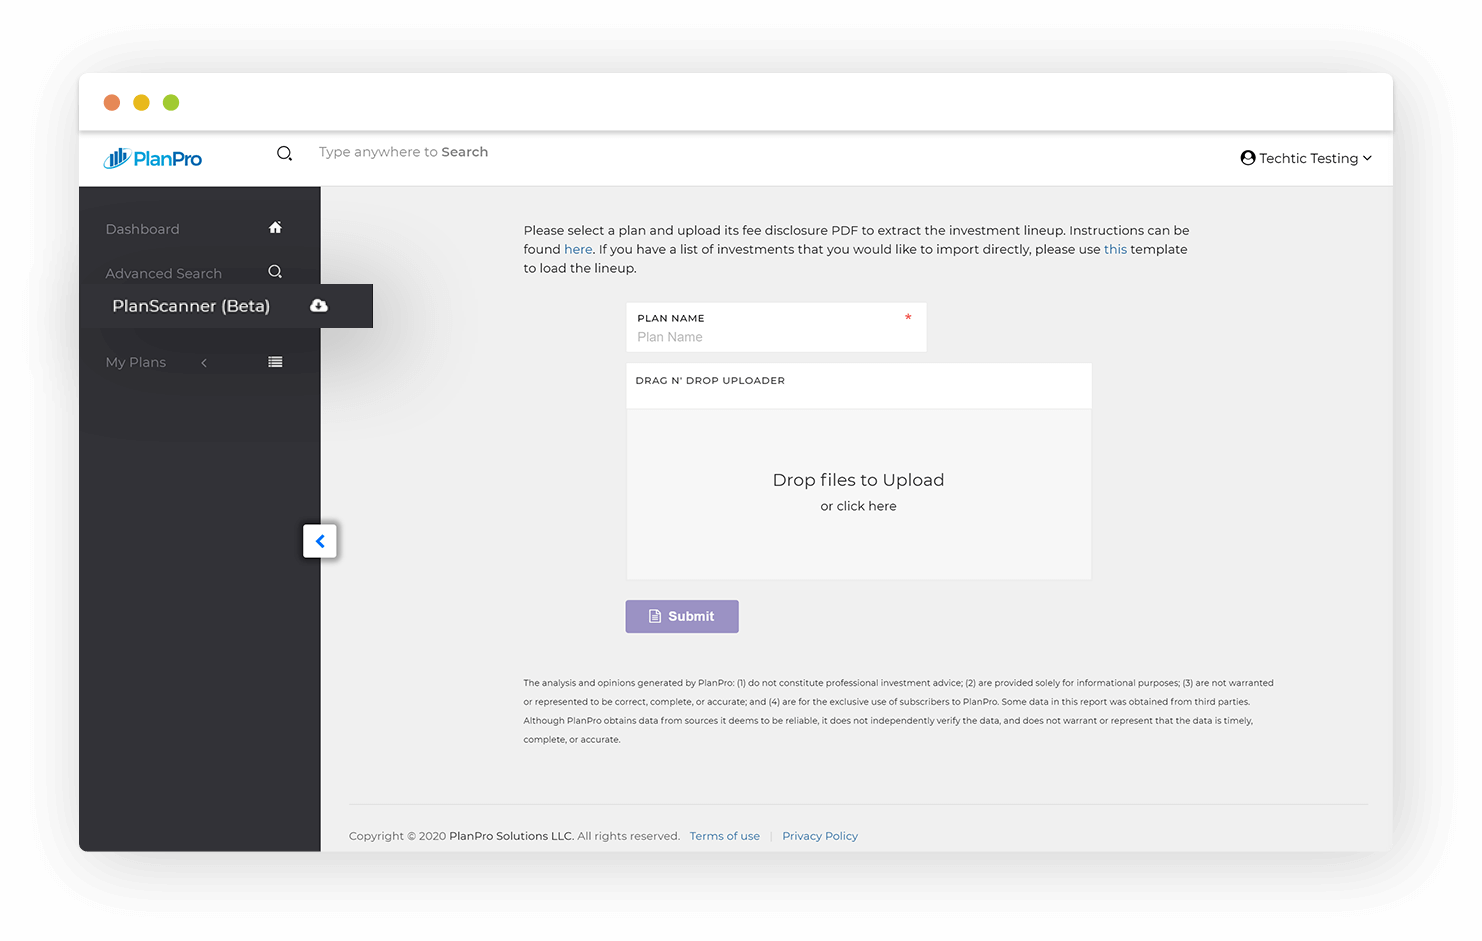 PlanPro
Type anywhere to Search
Techtic Testing
Dashboard
Advanced Search
PlanScanner (Beta)
My Plans
Please select a plan and upload its fee disclosure PDF to extract the investment lineup. Instructions can be
found here. If you have a list of investments that you would like to import directly, please use this template
to load the lineup.
PLAN NAME *
Plan Name
DRAG N' DROP UPLOADER
Drop files to Upload
or click here
Submit
The analysis and opinions generated by PlanPro: (1) do not constitute professional investment advice; (2) are provided solely for informational purposes; (3) are not warranted
or represented to be correct, complete, or accurate; and (4) are for the exclusive use of subscribers to PlanPro. Some data in this report was obtained from third parties.
Although PlanPro obtains data from sources it deems to be reliable, it does not independently verify the data, and does not warrant or represent that the data is timely,
complete, or accurate.
Copyright © 2020 PlanPro Solutions LLC. All rights reserved. Terms of use | Privacy Policy